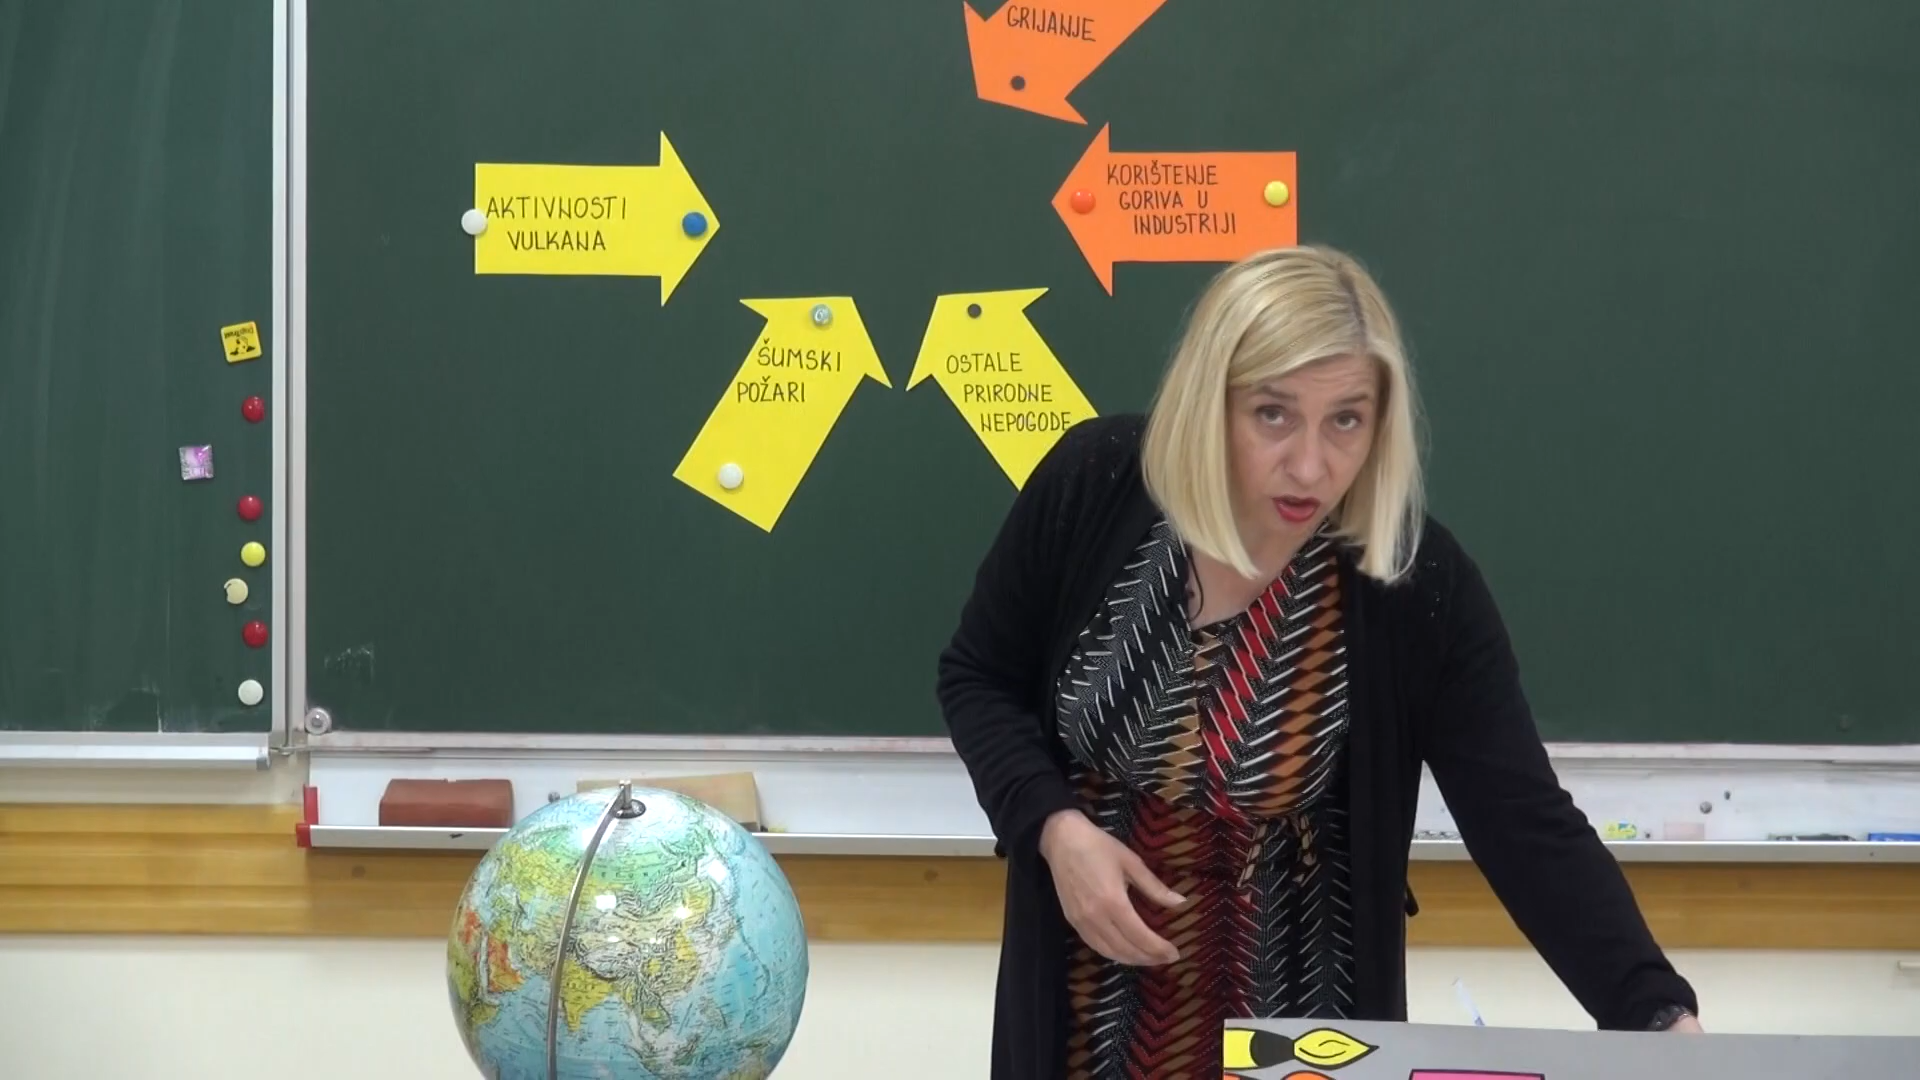 GRIJANJE
KORIŠTENJE
GORIVA U
INDUSTRIJI
AKTIVNOSTI
VULKANA
ŠUMSKI
POŽARI
OSTALE
PRIRODNE
NEPOGODE